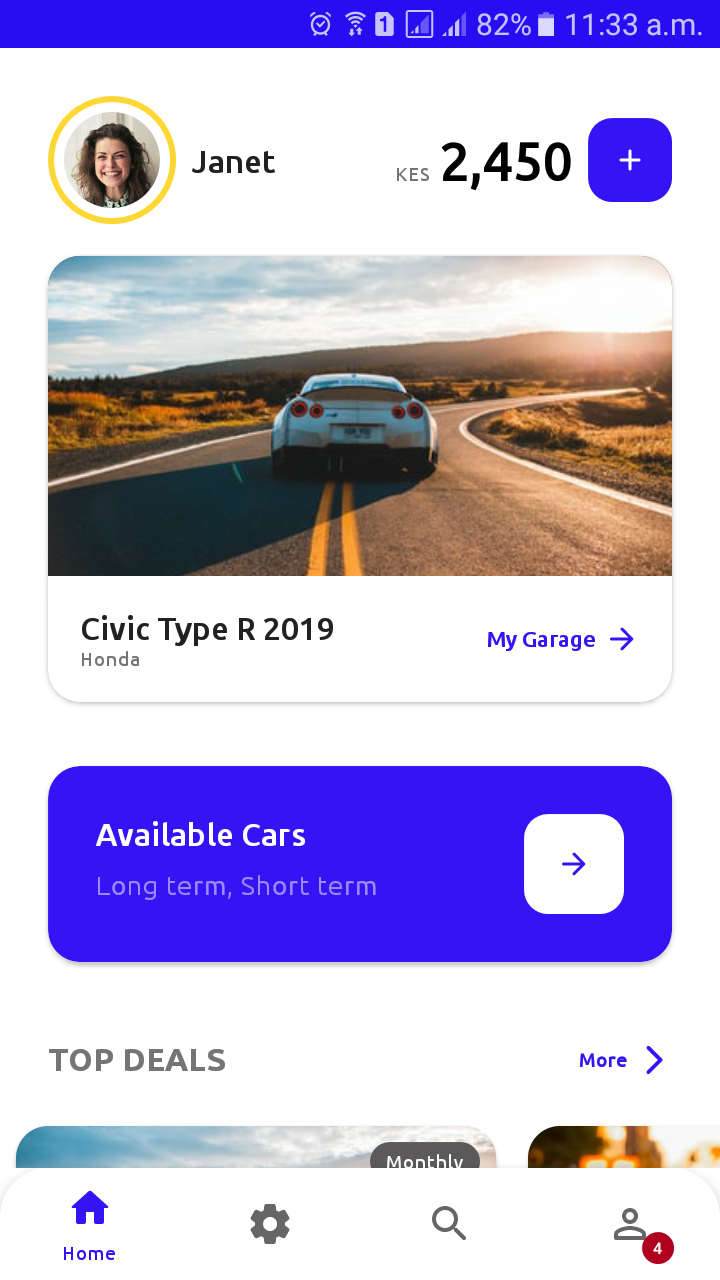 1 82% 11:33 a.m.
Janet
KES 2,450
Civic Type R 2019
Honda
My Garage
Available Cars
Long term, Short term
TOP DEALS
More
Monthly
Home
4